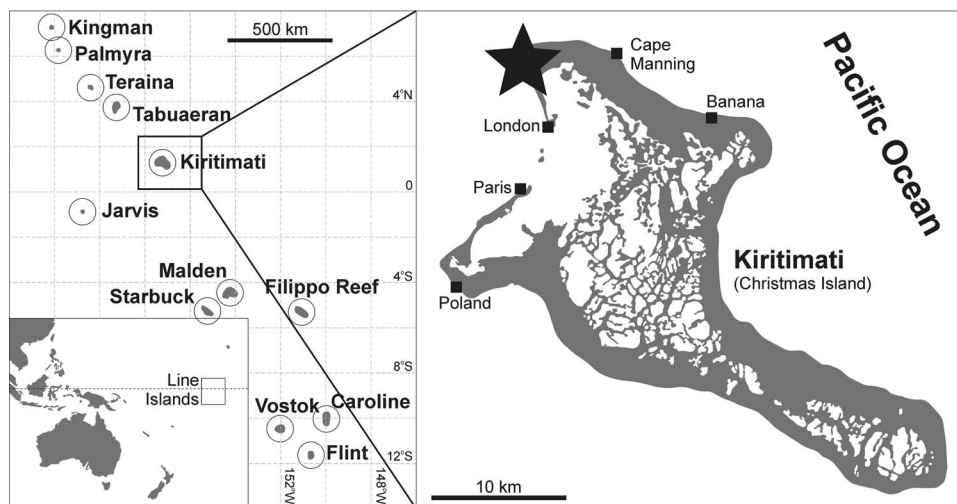 Kingman
Palmyra
Teraina
Tabuaeran
Kiritimati
Jarvis
Malden
Starbuck
Filippo Reef
Vostok
Caroline
Flint
500 km
4°N
0
4°S
8°S
12°S
152°W
148°W
Line
Islands
Cape
Manning
Banana
London
Paris
Poland
Kiritimati
(Christmas Island)
Pacific Ocean
10 km